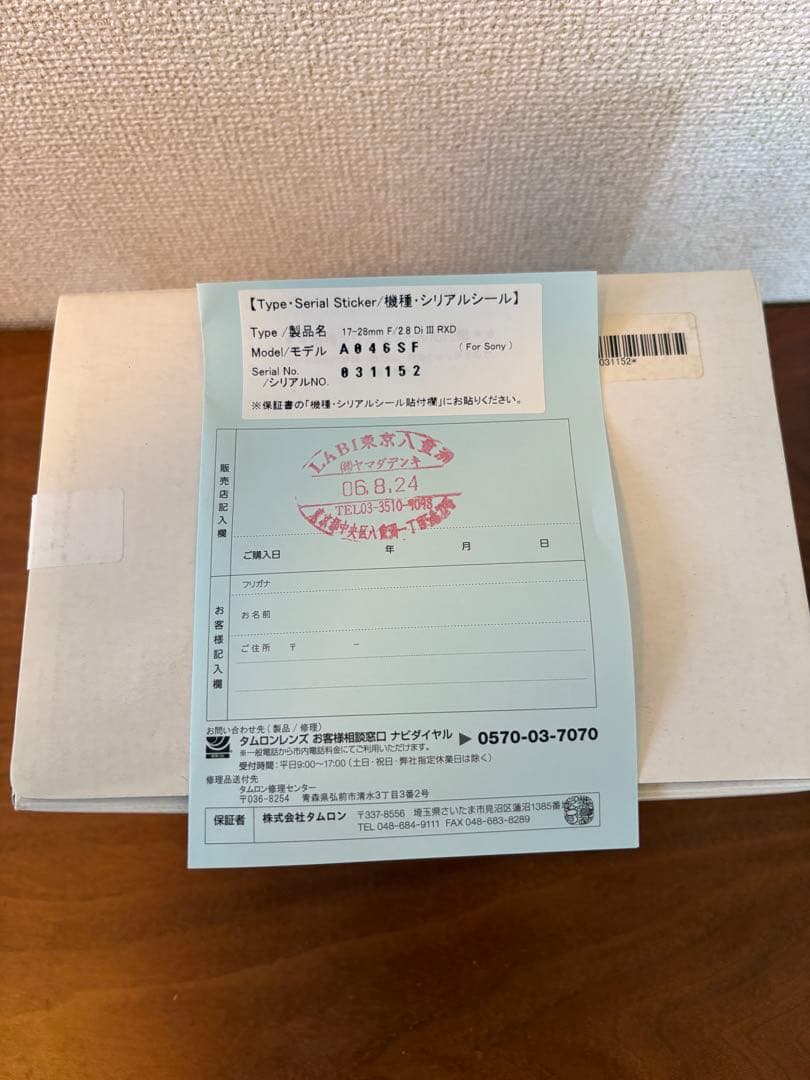 【Type・Serial Sticker/機種・シリアルシール】
Type /製品名 17-28mm F/2.8 Di III RXD
Model/モデル A046SF ( For Sony )
Serial No.
/シリアルNO. 031152
※保証書の「機種・シリアルシール貼付欄」にお貼りください。
031152*
販売店記入欄
LABI東京八重洲
㈱ヤマダデンキ
06.8.24
TEL03-3510-
東京都中央区八重洲一丁目
ご購入日 年 月 日
お客様記入欄
フリガナ
お名前
ご住所 〒 −
お問い合わせ先 ( 製品 / 修理 )
タムロンレンズ お客様相談窓口 ナビダイヤル ▶ 0570-03-7070
※一般電話から市内電話料金にてご利用いただけます。
受付時間：平日9:00〜17:00 (土日・祝日・弊社指定休業日は除く)
修理品送付先
タムロン修理センター
〒036-8254 青森県弘前市清水3丁目3番2号
保証者 株式会社タムロン 〒337-8556 埼玉県さいたま市見沼区蓮沼1385番地
TEL 048-684-9111 FAX 048-683-8289